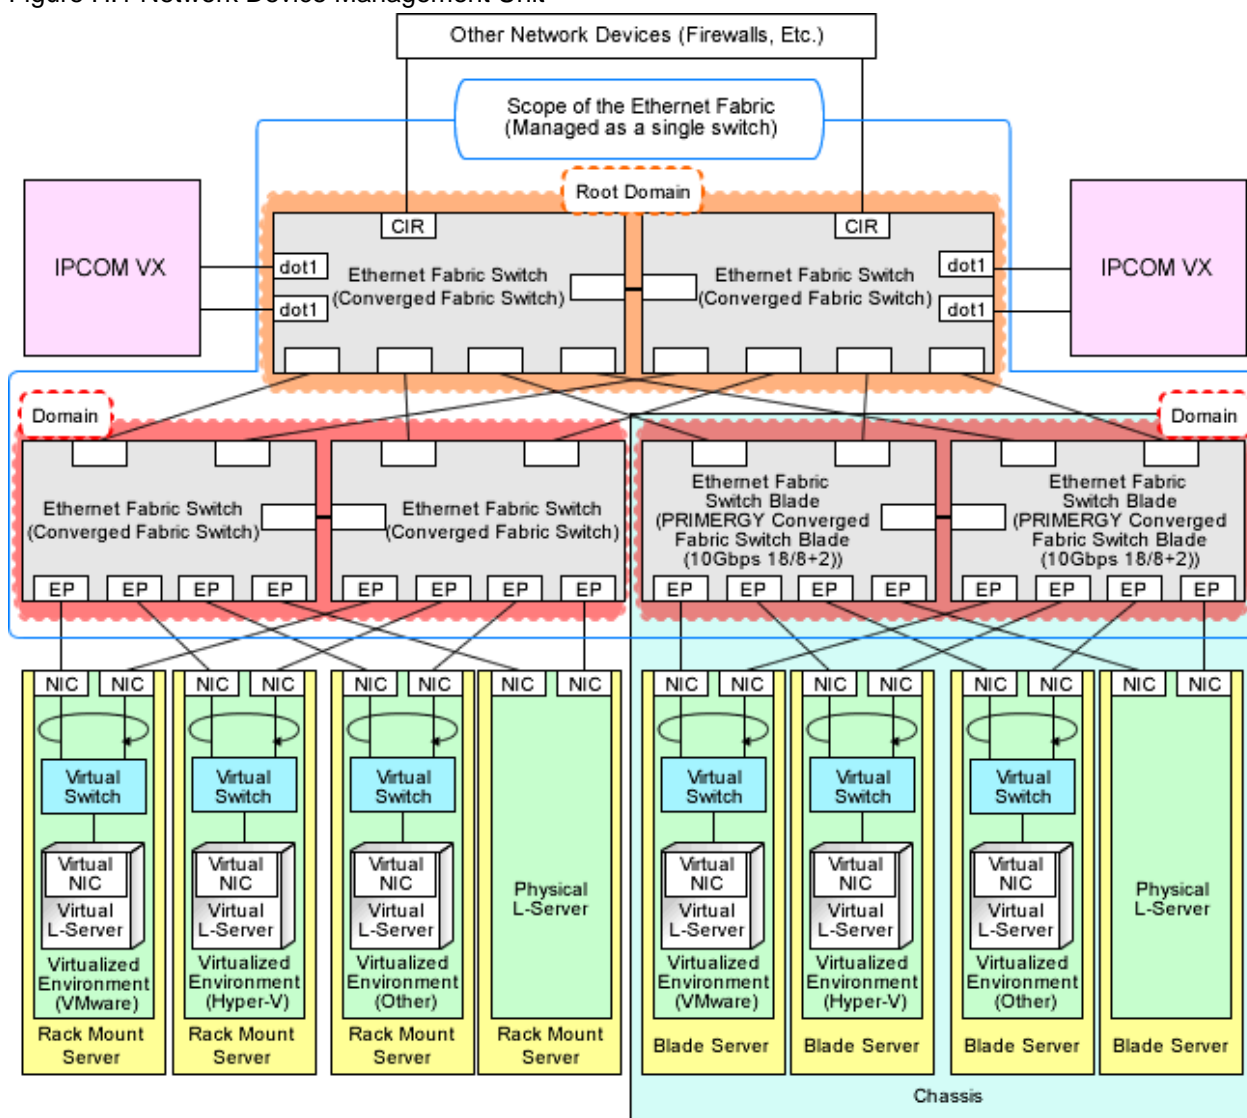 Other Network Devices (Firewalls, Etc.)
Scope of the Ethernet Fabric
(Managed as a single switch)
Root Domain
IPCOM VX
CIR
CIR
IPCOM VX
dot1
dot1
Ethernet Fabric Switch
(Converged Fabric Switch)
Ethernet Fabric Switch
(Converged Fabric Switch)
dot1
dot1
Domain
Domain
Ethernet Fabric Switch
(Converged Fabric Switch)
Ethernet Fabric Switch
(Converged Fabric Switch)
Ethernet Fabric
Switch Blade
(PRIMERGY Converged
Fabric Switch Blade
(10Gbps 18/8+2))
Ethernet Fabric
Switch Blade
(PRIMERGY Converged
Fabric Switch Blade
(10Gbps 18/8+2))
EP EP EP EP EP EP EP EP EP EP EP EP EP EP EP EP
NIC NIC NIC NIC NIC NIC NIC NIC NIC NIC NIC NIC NIC NIC NIC NIC
Virtual
Switch
Virtual
NIC
Virtual
L-Server
Virtualized
Environment
(VMware)
Rack Mount
Server
Virtual
Switch
Virtual
NIC
Virtual
L-Server
Virtualized
Environment
(Hyper-V)
Rack Mount
Server
Virtual
Switch
Virtual
NIC
Virtual
L-Server
Virtualized
Environment
(Other)
Rack Mount
Server
Physical
L-Server
Rack Mount
Server
Virtual
Switch
Virtual
NIC
Virtual
L-Server
Virtualized
Environment
(VMware)
Blade Server
Virtual
Switch
Virtual
NIC
Virtual
L-Server
Virtualized
Environment
(Hyper-V)
Blade Server
Virtual
Switch
Virtual
NIC
Virtual
L-Server
Virtualized
Environment
(Other)
Blade Server
Physical
L-Server
Blade Server
Chassis